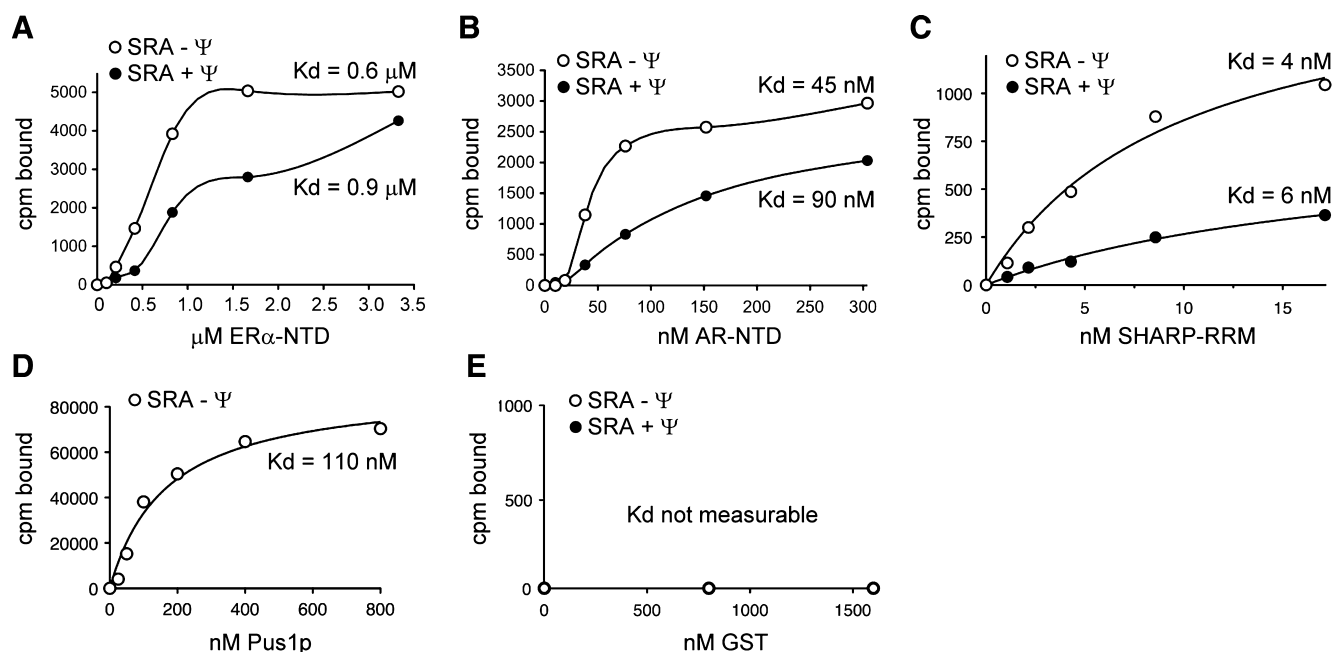 A
SRA - Ψ
SRA + Ψ
Kd = 0.6 μM
Kd = 0.9 μM
5000
4000
3000
2000
1000
0
cpm bound
0 0.5 1.0 1.5 2.0 2.5 3.0 3.5
μM ERα-NTD
B
SRA - Ψ
SRA + Ψ
Kd = 45 nM
Kd = 90 nM
3500
3000
2500
2000
1500
1000
500
0
cpm bound
0 50 100 150 200 250 300
nM AR-NTD
C
SRA - Ψ
SRA + Ψ
Kd = 4 nM
Kd = 6 nM
1000
750
500
250
0
cpm bound
0 5 10 15
nM SHARP-RRM
D
SRA - Ψ
Kd = 110 nM
80000
60000
40000
20000
0
cpm bound
0 200 400 600 800
nM Pus1p
E
SRA - Ψ
SRA + Ψ
Kd not measurable
1000
500
0
cpm bound
0 500 1000 1500
nM GST